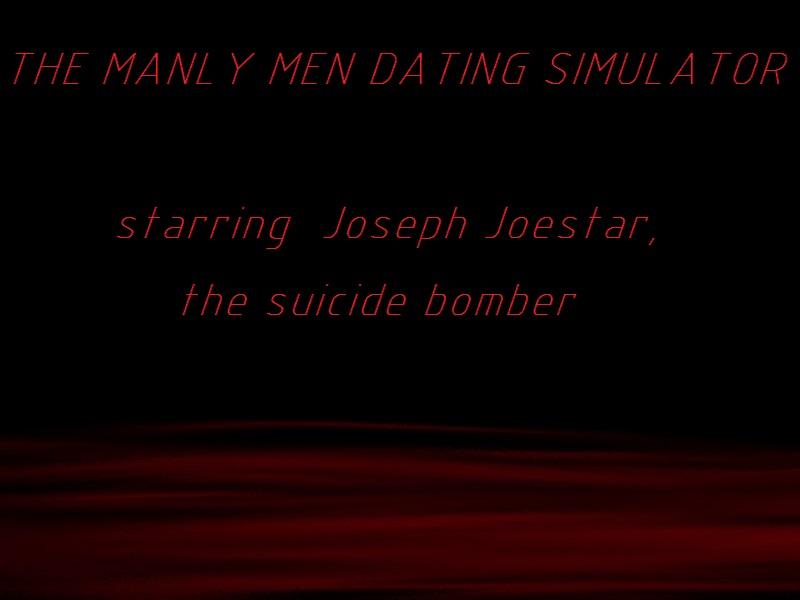 THE MANLY MEN DATING SIMULATOR
starring Joseph Joestar,
the suicide bomber